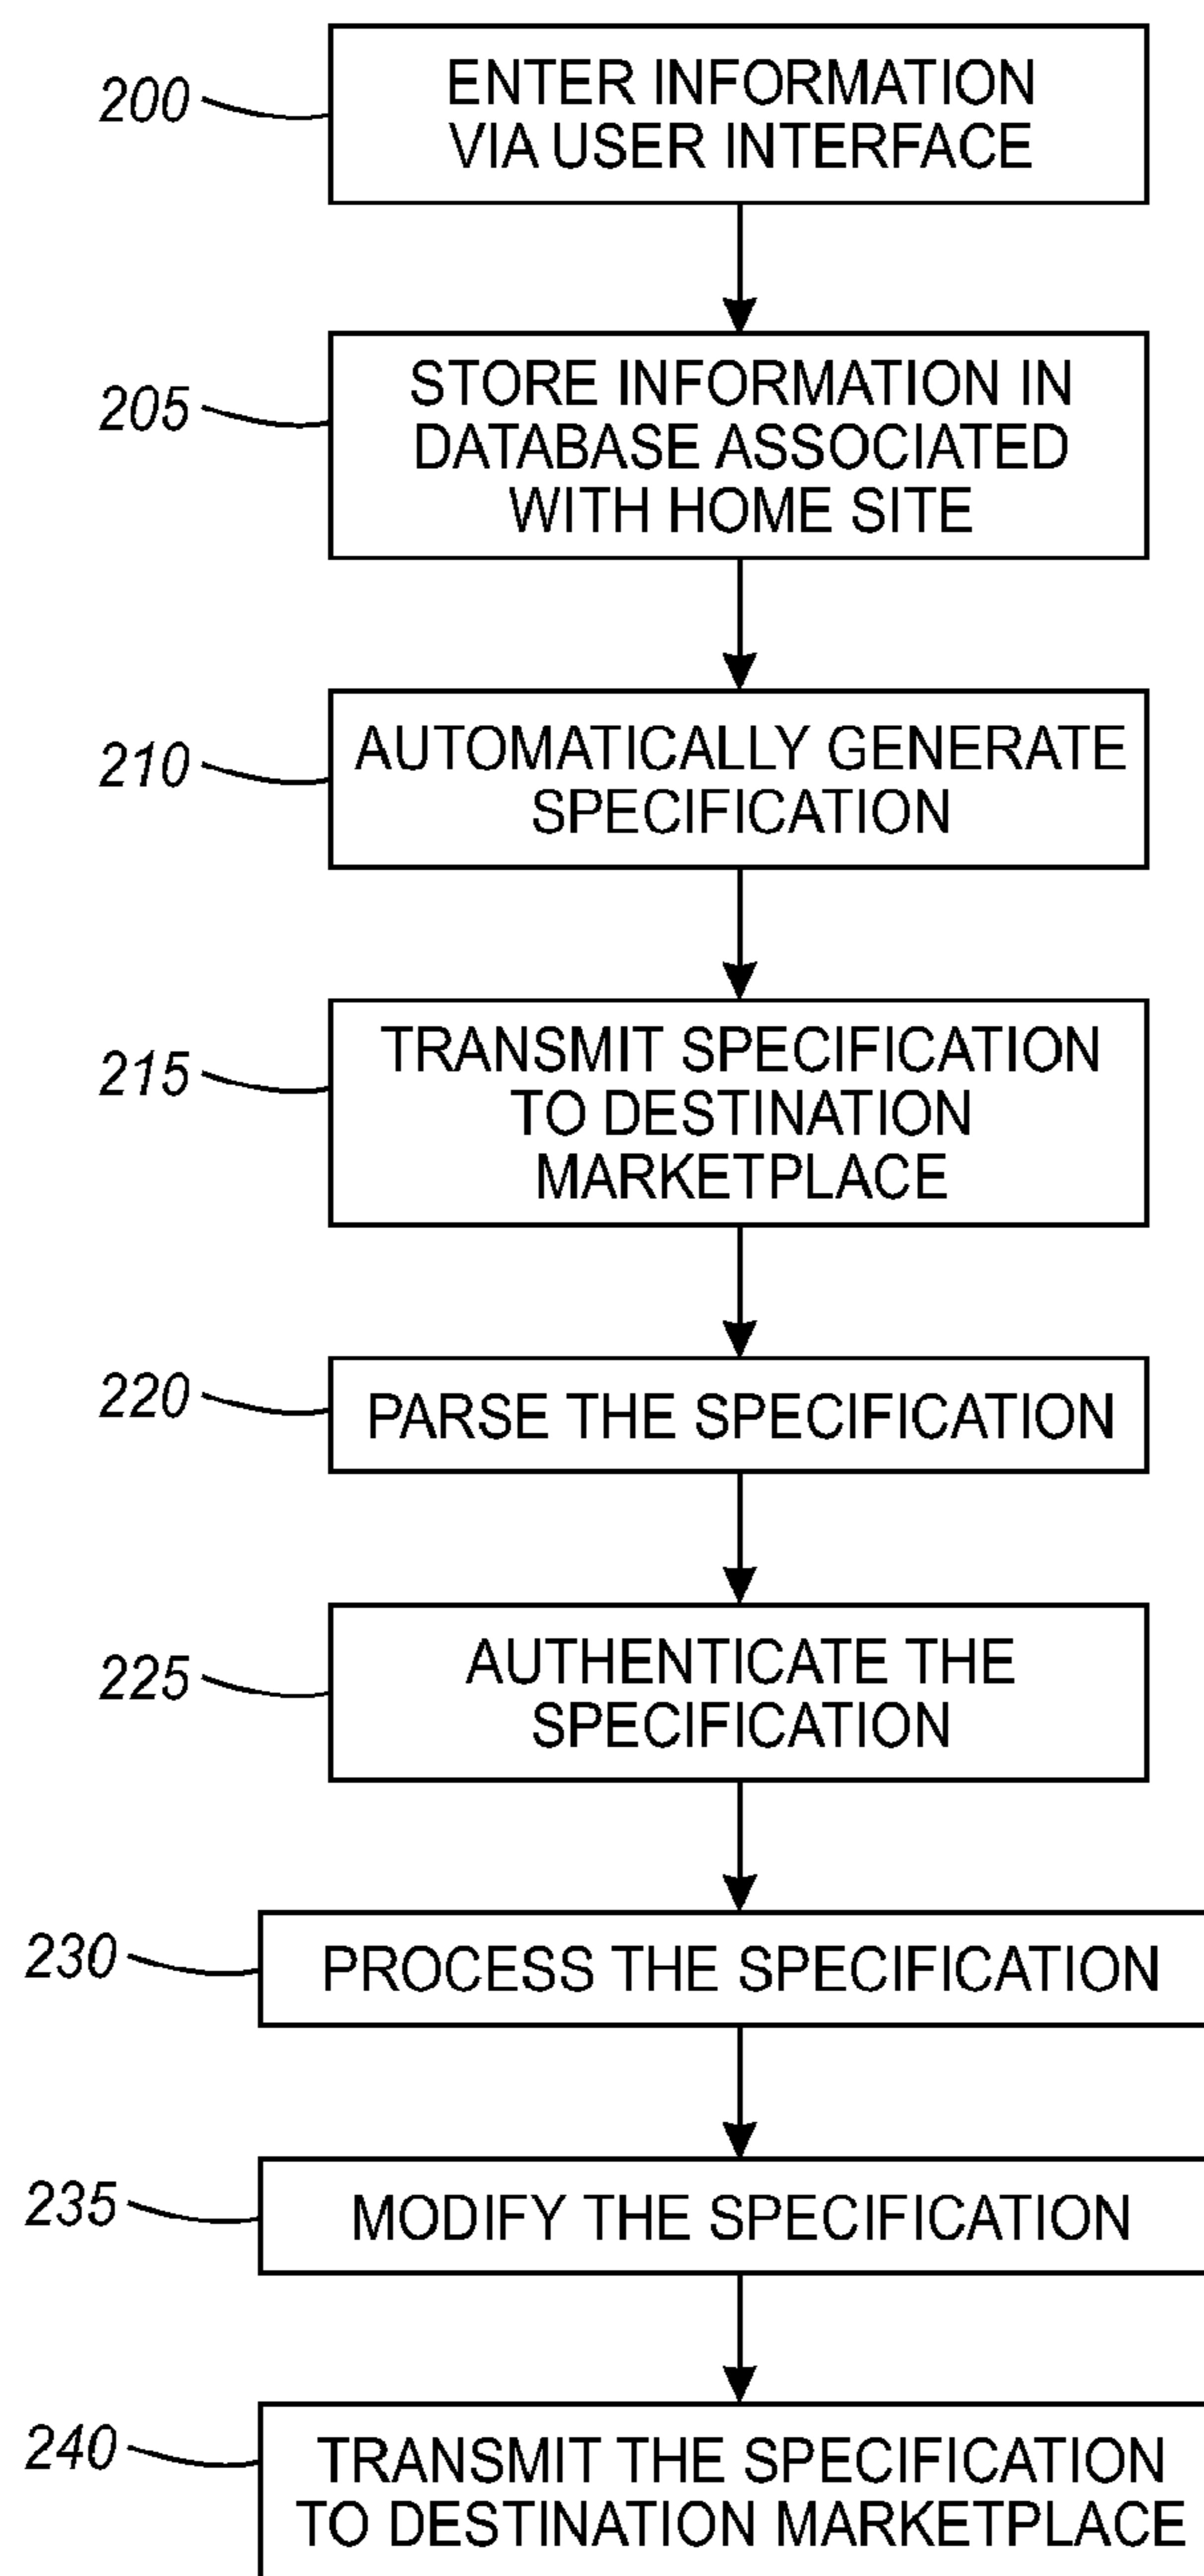 200
ENTER INFORMATION
VIA USER INTERFACE
205
STORE INFORMATION IN
DATABASE ASSOCIATED
WITH HOME SITE
210
AUTOMATICALLY GENERATE
SPECIFICATION
215
TRANSMIT SPECIFICATION
TO DESTINATION
MARKETPLACE
220
PARSE THE SPECIFICATION
225
AUTHENTICATE THE
SPECIFICATION
230
PROCESS THE SPECIFICATION
235
MODIFY THE SPECIFICATION
240
TRANSMIT THE SPECIFICATION
TO DESTINATION MARKETPLACE